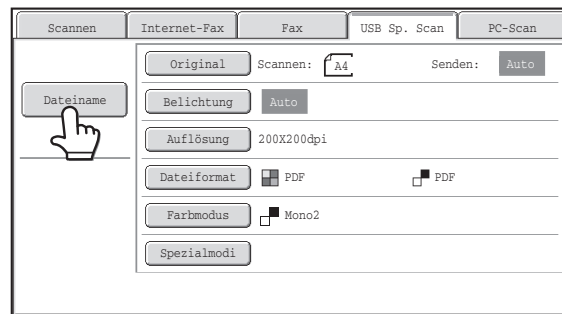 Scannen Internet-Fax Fax USB Sp. Scan PC-Scan
Original Scannen: A4 Senden: Auto
Dateiname Belichtung Auto
Auflösung 200X200dpi
Dateiformat PDF PDF
Farbmodus Mono2
Spezialmodi